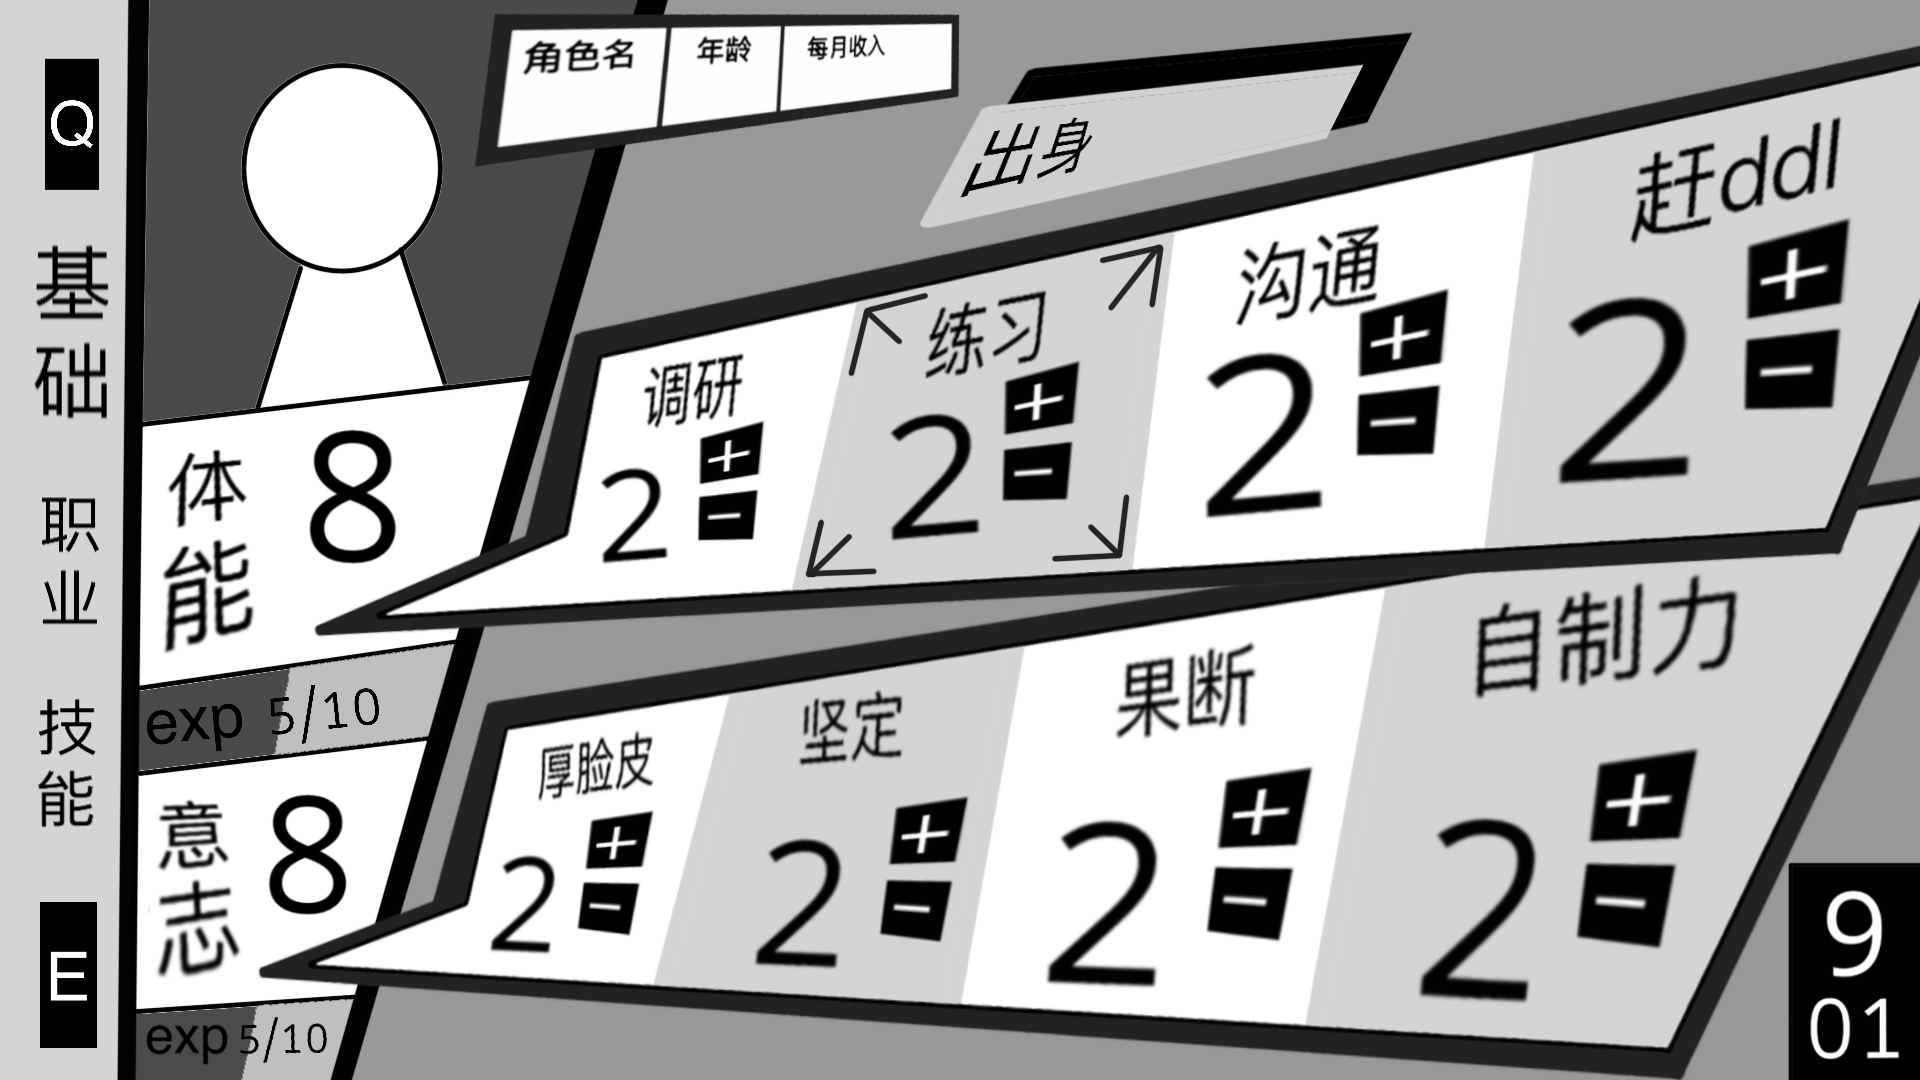 Q
基础
职业
技能
E
角色名 年龄 每月收入
出身
体能 8
exp 5/10
意志 8
exp 5/10
调研 2 + −
练习 2 + −
沟通 2 + −
赶ddl 2 + −
厚脸皮 2 + −
坚定 2 + −
果断 2 + −
自制力 2 + −
9
01